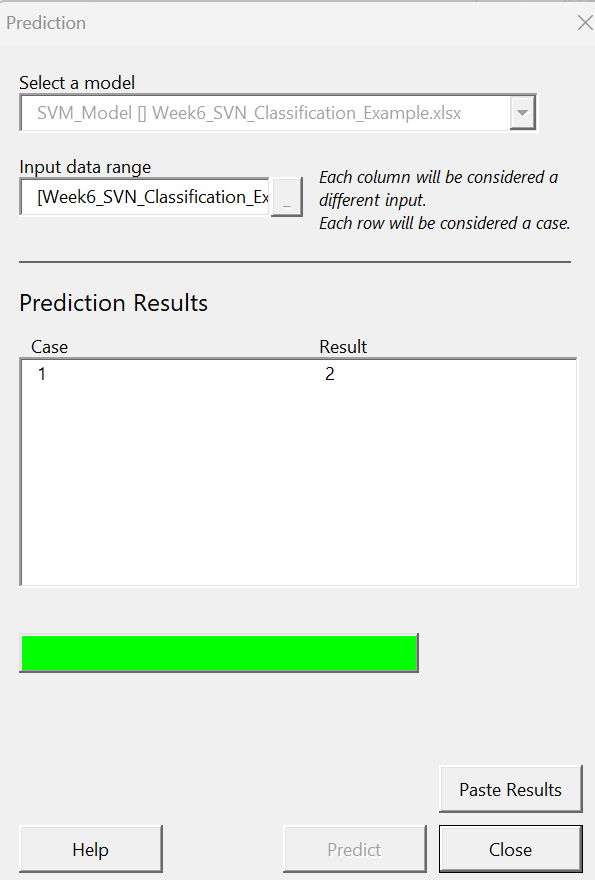 Prediction
Select a model
SVM_Model [] Week6_SVN_Classification_Example.xlsx
Input data range
[Week6_SVN_Classification_Ex
_
Each column will be considered a
different input.
Each row will be considered a case.
Prediction Results
Case Result
1 2
Paste Results
Help Predict Close